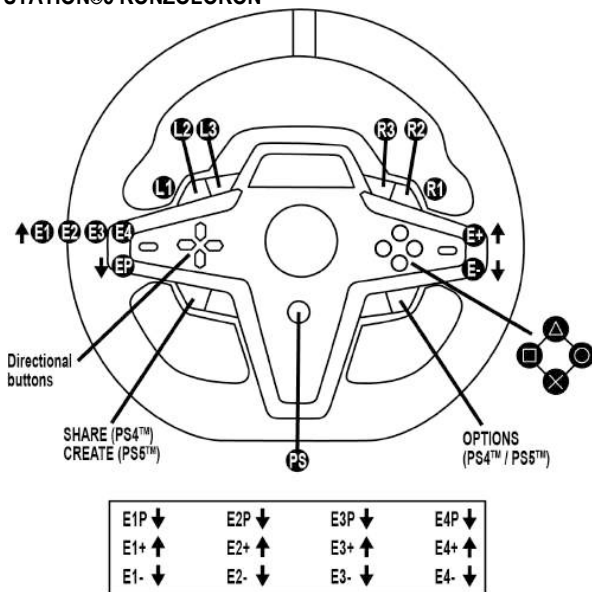 L2 L3 R3 R2
L1 R1
↑ E1 E2 E3 E4 E+ ↑
↓ EP E- ↓
Directional
buttons
SHARE (PS4™)
CREATE (PS5™)
PS
OPTIONS
(PS4™ / PS5™)
E1P ↓ E2P ↓ E3P ↓ E4P ↓
E1+ ↑ E2+ ↑ E3+ ↑ E4+ ↑
E1- ↓ E2- ↓ E3- ↓ E4- ↓